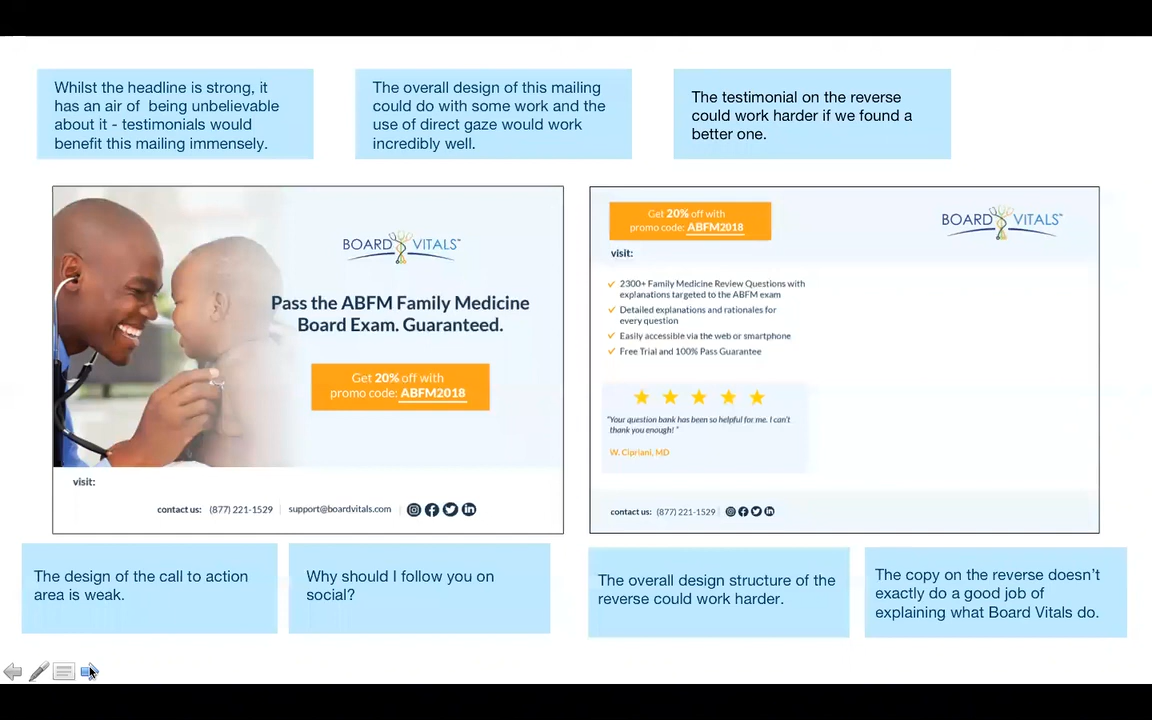 Whilst the headline is strong, it
has an air of being unbelievable
about it - testimonials would
benefit this mailing immensely.
The overall design of this mailing
could do with some work and the
use of direct gaze would work
incredibly well.
The testimonial on the reverse
could work harder if we found a
better one.
BOARD VITALS™
Pass the ABFM Family Medicine
Board Exam. Guaranteed.
Get 20% off with
promo code: ABFM2018
visit:
contact us: (877) 221-1529 | support@boardvitals.com
Get 20% off with
promo code: ABFM2018
BOARD VITALS™
visit:
2300+ Family Medicine Review Questions with
explanations targeted to the ABFM exam
Detailed explanations and rationales for
every question
Easily accessible via the web or smartphone
Free Trial and 100% Pass Guarantee
"Your question bank has been so helpful for me. I can't
thank you enough! "
W. Cipriani, MD
contact us: (877) 221-1529
The design of the call to action
area is weak.
Why should I follow you on
social?
The overall design structure of the
reverse could work harder.
The copy on the reverse doesn't
exactly do a good job of
explaining what Board Vitals do.